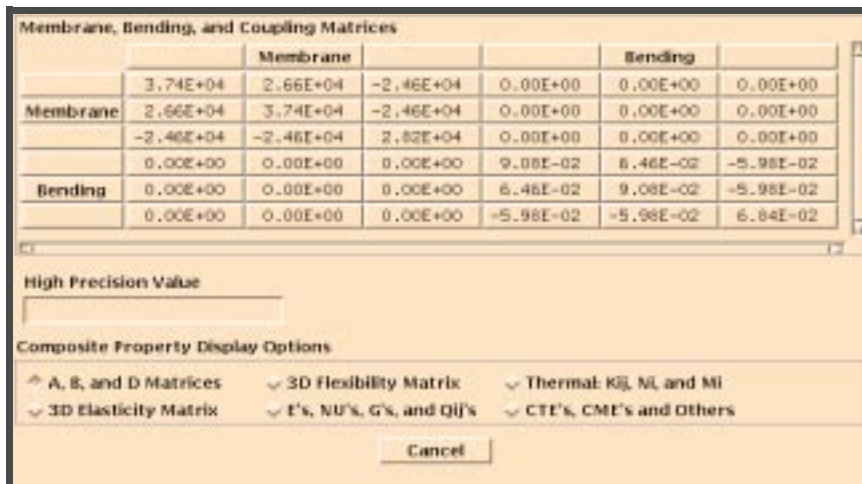 Membrane, Bending, and Coupling Matrices
Membrane Bending
3.74E+04 2.66E+04 -2.46E+04 0.00E+00 0.00E+00 0.00E+00
Membrane 2.66E+04 3.74E+04 -2.46E+04 0.00E+00 0.00E+00 0.00E+00
-2.46E+04 -2.46E+04 2.82E+04 0.00E+00 0.00E+00 0.00E+00
0.00E+00 0.00E+00 0.00E+00 9.08E-02 6.46E-02 -5.98E-02
Bending 0.00E+00 0.00E+00 0.00E+00 6.46E-02 9.08E-02 -5.98E-02
0.00E+00 0.00E+00 0.00E+00 -5.98E-02 -5.98E-02 6.84E-02
High Precision Value
Composite Property Display Options
A, B, and D Matrices 3D Flexibility Matrix Thermal: Kij, Ni, and Mi
3D Elasticity Matrix E's, NU's, G's, and Qij's CTE's, CME's and Others
Cancel